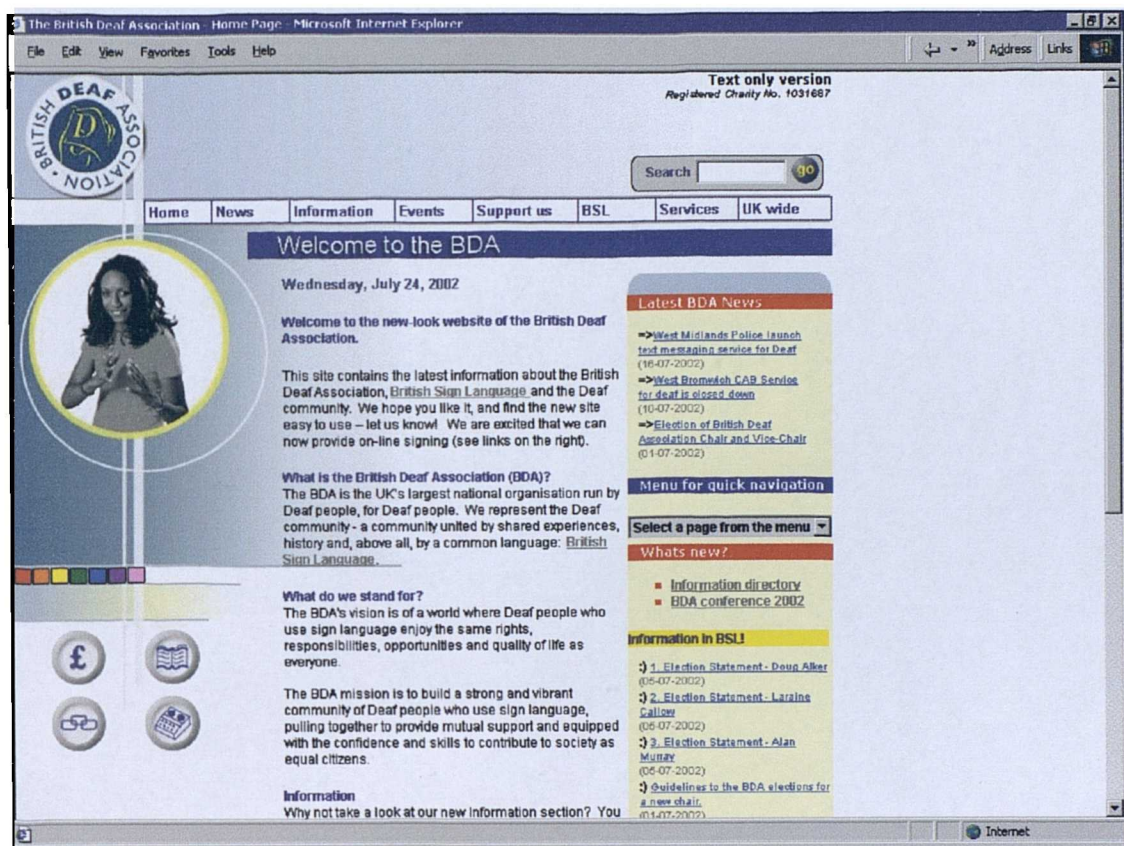 The British Deaf Association - Home Page - Microsoft Internet Explorer
File Edit View Favorites Tools Help
» Address Links
BRITISH DEAF ASSOCIATION
D
Text only version
Registered Charity No. 1031687
Search go
Home News Information Events Support us BSL Services UK wide
Welcome to the BDA
Wednesday, July 24, 2002
Welcome to the new-look website of the British Deaf
Association.
This site contains the latest information about the British
Deaf Association, British Sign Language and the Deaf
community. We hope you like it, and find the new site
easy to use – let us know! We are excited that we can
now provide on-line signing (see links on the right).
What is the British Deaf Association (BDA)?
The BDA is the UK's largest national organisation run by
Deaf people, for Deaf people. We represent the Deaf
community - a community united by shared experiences,
history and, above all, by a common language: British
Sign Language.
What do we stand for?
The BDA's vision is of a world where Deaf people who
use sign language enjoy the same rights,
responsibilities, opportunities and quality of life as
everyone.
The BDA mission is to build a strong and vibrant
community of Deaf people who use sign language,
pulling together to provide mutual support and equipped
with the confidence and skills to contribute to society as
equal citizens.
Information
Why not take a look at our new Information section? You
Latest BDA News
=>West Midlands Police launch
text messaging service for Deaf
(16-07-2002)
=>West Bromwich CAB Service
for deaf is closed down
(10-07-2002)
=>Election of British Deaf
Association Chair and Vice-Chair
(01-07-2002)
Menu for quick navigation
Select a page from the menu
Whats new?
Information directory
BDA conference 2002
Information in BSL!
:) 1. Election Statement - Doug Alker
(05-07-2002)
:) 2. Election Statement - Laraine
Callow
(05-07-2002)
:) 3. Election Statement - Alan
Murray
(05-07-2002)
:) Guidelines to the BDA elections for
a new chair.
(01-07-2002)
£
Internet